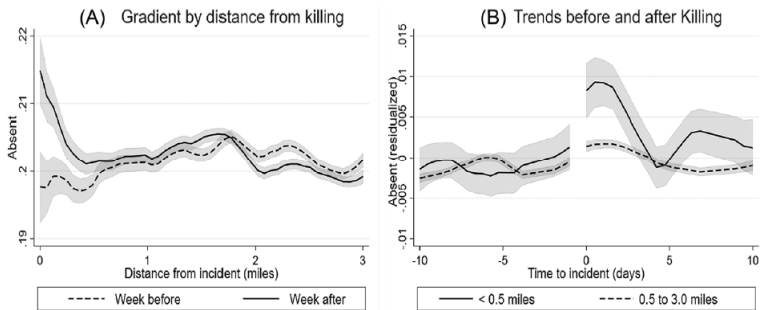 (A) Gradient by distance from killing
Absent
.22
.21
.2
.19
0
1
2
3
Distance from incident (miles)
Week before
Week after
(B) Trends before and after Killing
Absent (residualized)
.015
.01
.005
0
-.005
-.01
-10
-5
0
5
10
Time to incident (days)
< 0.5 miles
0.5 to 3.0 miles